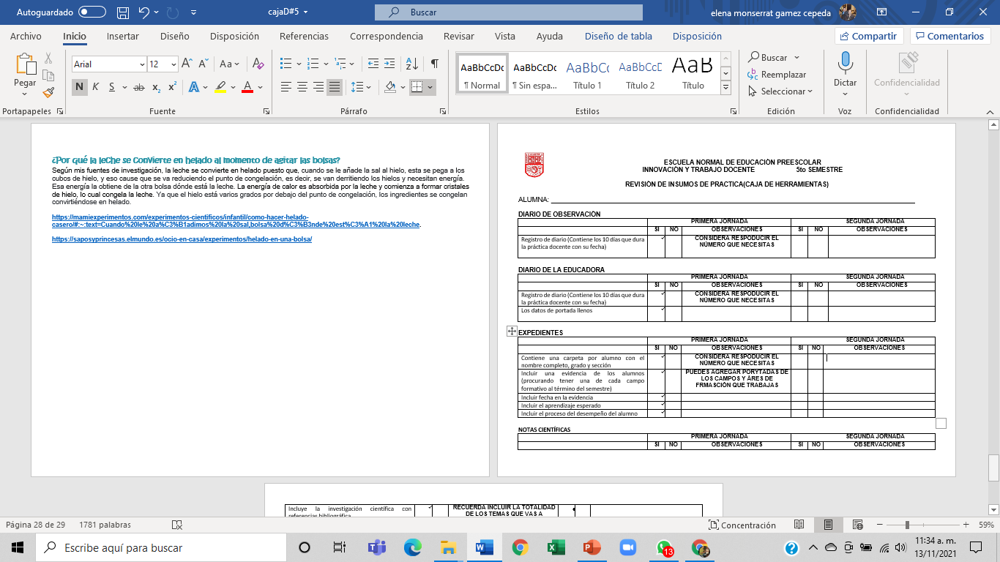 Autoguardado
cajaD#5
Buscar
elena monserrat gamez cepeda
Archivo Inicio Insertar Diseño Disposición Referencias Correspondencia Revisar Vista Ayuda Diseño de tabla Disposición
Compartir Comentarios
Pegar
Portapapeles
Arial 12
Aa
N K S ab x₂ x² A A
Fuente
Párrafo
AaBbCcDc AaBbCcDc AaBbCc AaBbCcD AaB
¶ Normal ¶ Sin espa... Título 1 Título 2 Título
Estilos
Buscar
Reemplazar
Seleccionar
Edición
Dictar
Voz
Confidencialidad
Confidencialidad
¿Por qué la leche se convierte en helado al momento de agitar las bolsas?
Según mis fuentes de investigación, la leche se convierte en helado puesto que, cuando se le añade la sal al hielo, esta se pega a los
cubos de hielo, y eso cause que se va reduciendo el punto de congelación, es decir, se van derritiendo los hielos y necesitan energía.
Esa energía la obtiene de la otra bolsa dónde está la leche. La energía de calor es absorbida por la leche y comienza a formar cristales
de hielo, lo cual congela la leche. Ya que el hielo está varios grados por debajo del punto de congelación, los ingredientes se congelan
convirtiéndose en helado.
https://mamiexperimentos.com/experimentos-cientificos/infantil/como-hacer-helado-
casero/#:~:text=Cuando%20le%20a%C3%B1adimos%20la%20sal,bolsa%20d%C3%B3nde%20est%C3%A1%20la%20leche.
https://saposyprincesas.elmundo.es/ocio-en-casa/experimentos/helado-en-una-bolsa/
ESCUELA NORMAL DE EDUCACIÓN PREESCOLAR
INNOVACIÓN Y TRABAJO DOCENTE 5to SEMESTRE
REVISIÓN DE INSUMOS DE PRACTICA(CAJA DE HERRAMIENTAS)
ALUMNA:
DIARIO DE OBSERVACIÓN
PRIMERA JORNADA SEGUNDA JORNADA
SI NO OBSERVACIONES SI NO OBSERVACIONES
Registro de diario (Contiene los 10 días que dura
la práctica docente con su fecha)
✓
CONSIDERA RESPODUCIR EL
NÚMERO QUE NECESITAS
DIARIO DE LA EDUCADORA
PRIMERA JORNADA SEGUNDA JORNADA
SI NO OBSERVACIONES SI NO OBSERVACIONES
Registro de diario (Contiene los 10 días que dura
la práctica docente con su fecha)
✓
CONSIDERA RESPODUCIR EL
NÚMERO QUE NECESITAS
Los datos de portada llenos ✓
EXPEDIENTES
PRIMERA JORNADA SEGUNDA JORNADA
SI NO OBSERVACIONES SI NO OBSERVACIONES
Contiene una carpeta por alumno con el
nombre completo, grado y sección
✓
CONSIDERA RESPODUCIR EL
NÚMERO QUE NECESITAS
Incluir una evidencia de los alumnos
(procurando tener una de cada campo
formativo al término del semestre)
✓
PUEDES AGREGAR PORYTADAS DE
LOS CAMPOS Y ÁRES DE
FRMASCIÓN QUE TRABAJAS
Incluir fecha en la evidencia ✓
Incluir el aprendizaje esperado ✓
Incluir el proceso del desempeño del alumno ✓
NOTAS CIENTÍFICAS
PRIMERA JORNADA SEGUNDA JORNADA
SI NO OBSERVACIONES SI NO OBSERVACIONES
Incluye la investigación científica con
referencias bibliográfica
✓
RECUERDA INCLUIR LA TOTALIDAD
DE LOS TEMAS QUE VAS A
Página 28 de 29 1781 palabras
Concentración
59%
Escribe aquí para buscar
13
11:34 a. m.
13/11/2021